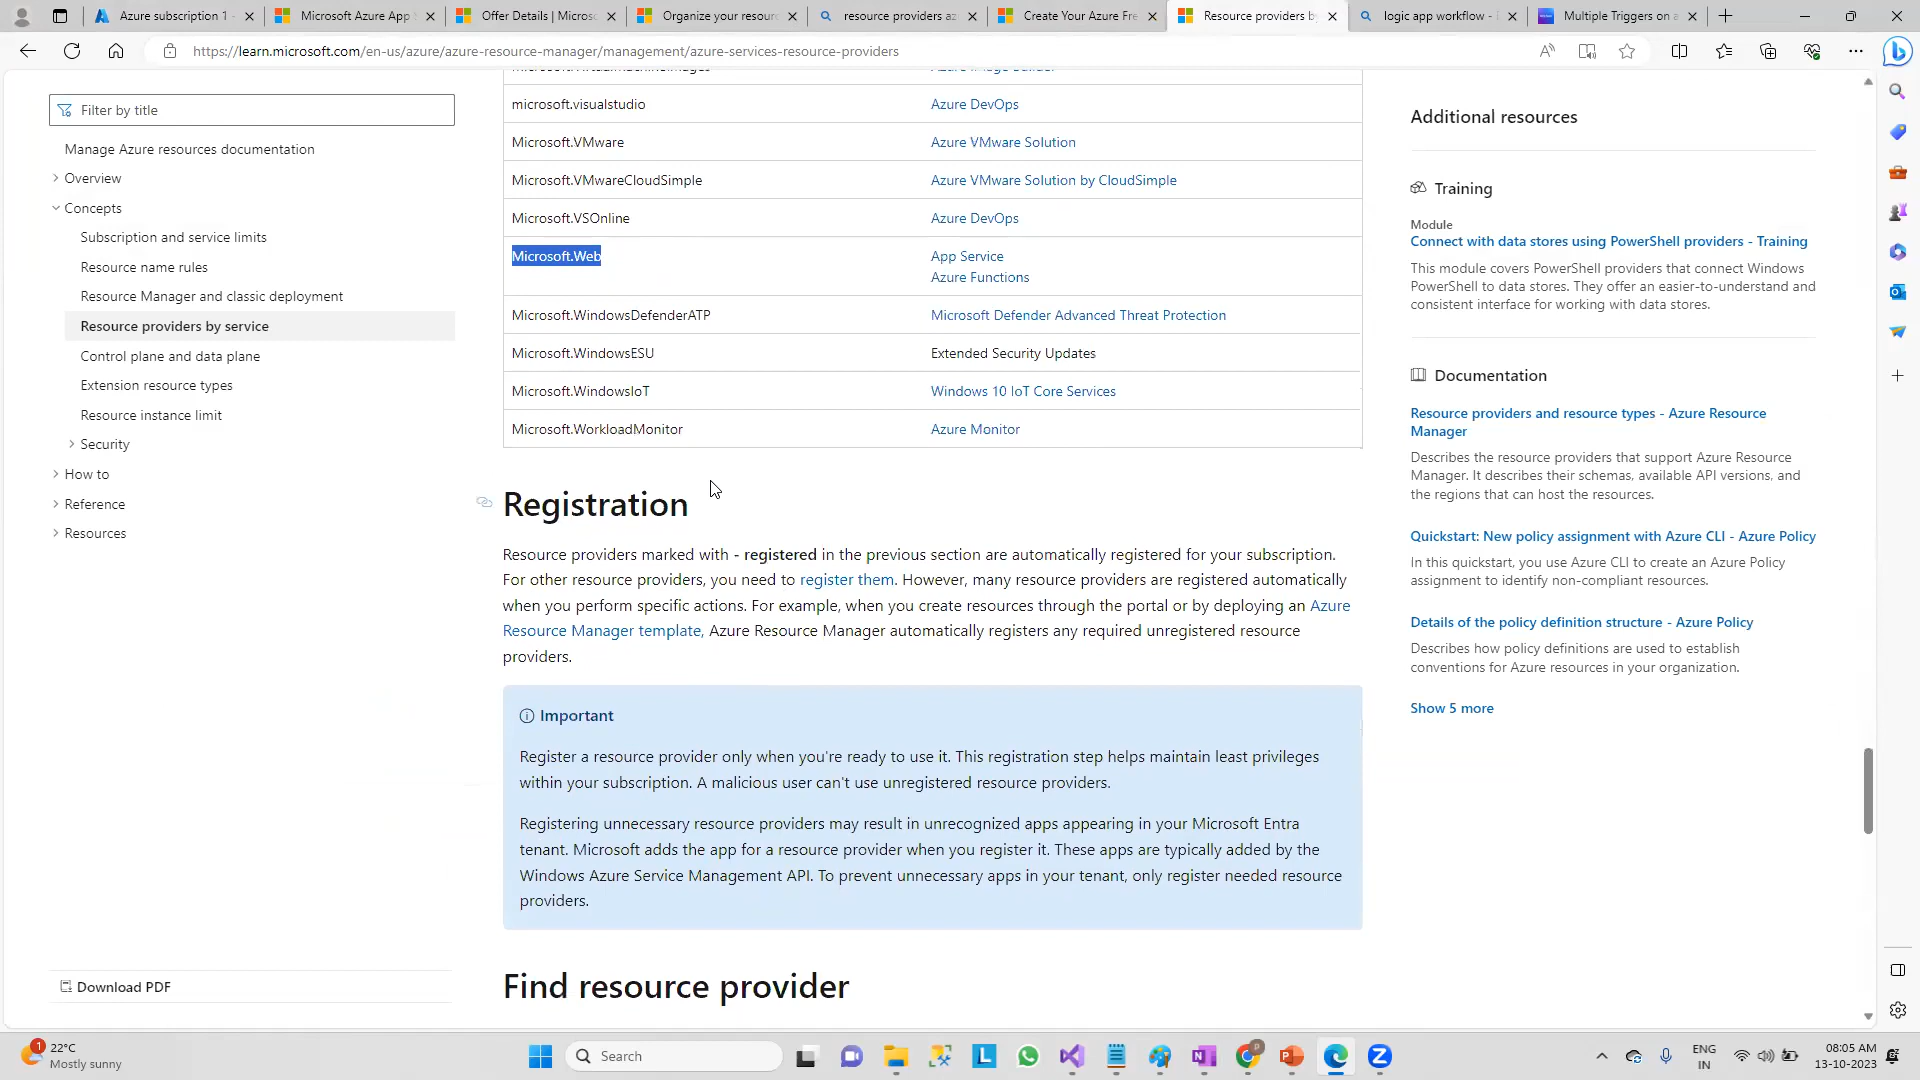 Azure subscription 1 -
Microsoft Azure App S
Offer Details | Micros
Organize your resour
resource providers az
Create Your Azure Fre
Resource providers by
logic app workflow -
Multiple Triggers on a
https://learn.microsoft.com/en-us/azure/azure-resource-manager/management/azure-services-resource-providers
Filter by title
Manage Azure resources documentation
Overview
Concepts
Subscription and service limits
Resource name rules
Resource Manager and classic deployment
Resource providers by service
Control plane and data plane
Extension resource types
Resource instance limit
Security
How to
Reference
Resources
Download PDF
microsoft.visualstudio Azure DevOps
Microsoft.VMware Azure VMware Solution
Microsoft.VMwareCloudSimple Azure VMware Solution by CloudSimple
Microsoft.VSOnline Azure DevOps
Microsoft.Web App Service
Azure Functions
Microsoft.WindowsDefenderATP Microsoft Defender Advanced Threat Protection
Microsoft.WindowsESU Extended Security Updates
Microsoft.WindowsIoT Windows 10 IoT Core Services
Microsoft.WorkloadMonitor Azure Monitor
Registration
Resource providers marked with - registered in the previous section are automatically registered for your subscription.
For other resource providers, you need to register them. However, many resource providers are registered automatically
when you perform specific actions. For example, when you create resources through the portal or by deploying an Azure
Resource Manager template, Azure Resource Manager automatically registers any required unregistered resource
providers.
Important
Register a resource provider only when you're ready to use it. This registration step helps maintain least privileges
within your subscription. A malicious user can't use unregistered resource providers.
Registering unnecessary resource providers may result in unrecognized apps appearing in your Microsoft Entra
tenant. Microsoft adds the app for a resource provider when you register it. These apps are typically added by the
Windows Azure Service Management API. To prevent unnecessary apps in your tenant, only register needed resource
providers.
Find resource provider
Additional resources
Training
Module
Connect with data stores using PowerShell providers - Training
This module covers PowerShell providers that connect Windows
PowerShell to data stores. They offer an easier-to-understand and
consistent interface for working with data stores.
Documentation
Resource providers and resource types - Azure Resource
Manager
Describes the resource providers that support Azure Resource
Manager. It describes their schemas, available API versions, and
the regions that can host the resources.
Quickstart: New policy assignment with Azure CLI - Azure Policy
In this quickstart, you use Azure CLI to create an Azure Policy
assignment to identify non-compliant resources.
Details of the policy definition structure - Azure Policy
Describes how policy definitions are used to establish
conventions for Azure resources in your organization.
Show 5 more
1
22°C
Mostly sunny
Search
ENG
IN
08:05 AM
13-10-2023